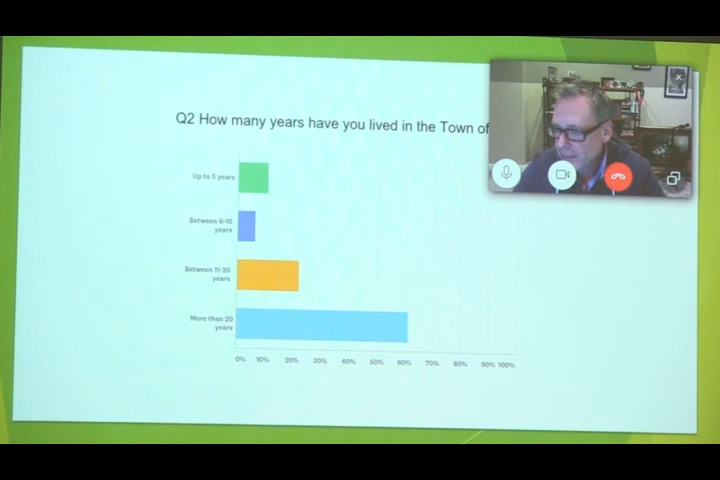 Q2 How many years have you lived in the Town of
Up to 5 years
Between 6-10
years
Between 11-20
years
More than 20
years
0% 10% 20% 30% 40% 50% 60% 70% 80% 90% 100%